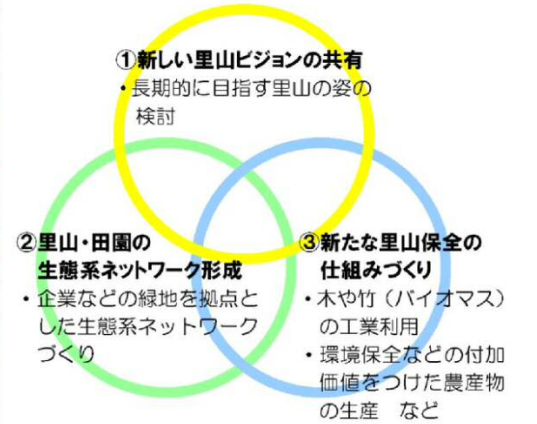 ①新しい里山ビジョンの共有
・長期的に目指す里山の姿の
検討
②里山・田園の
生態系ネットワーク形成
・企業などの緑地を拠点と
した生態系ネットワーク
づくり
③新たな里山保全の
仕組みづくり
・木や竹（バイオマス）
の工業利用
・環境保全などの付加
価値をつけた農産物
の生産　など